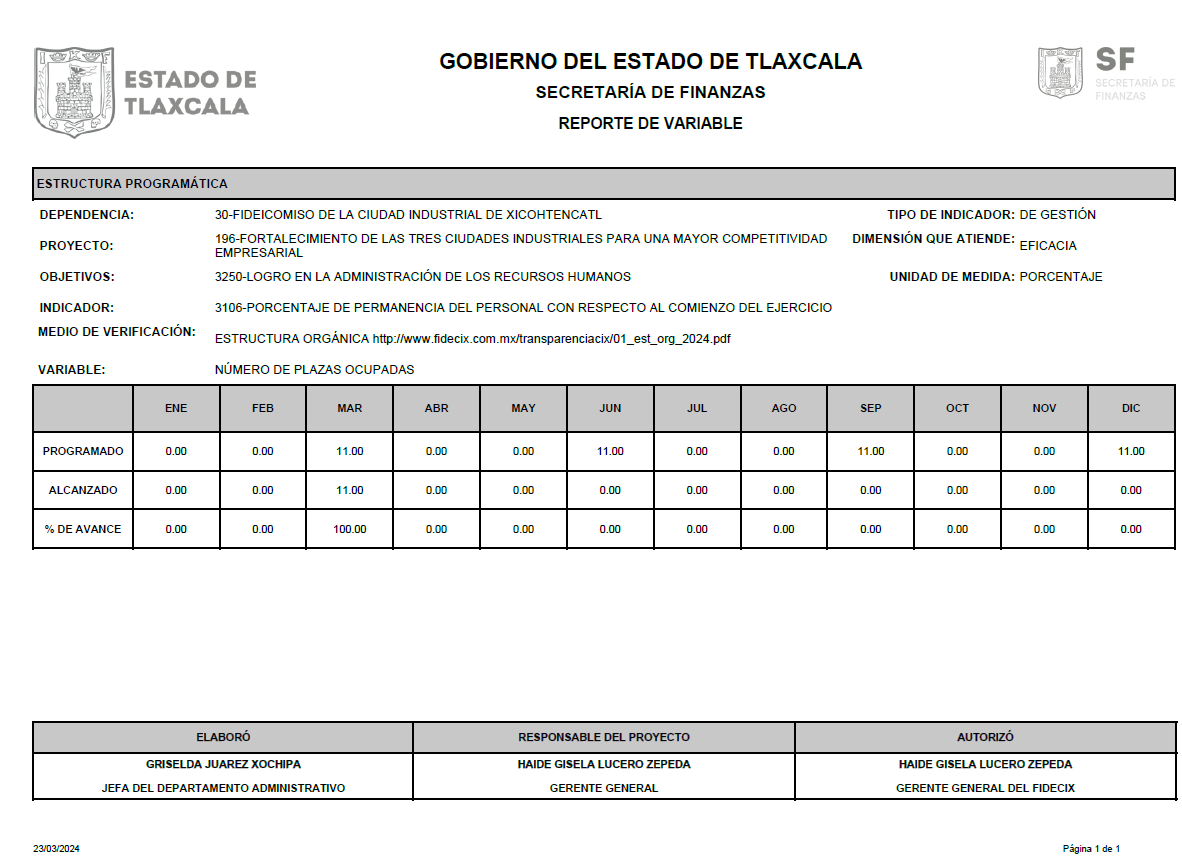 ESTADO DE
TLAXCALA
GOBIERNO DEL ESTADO DE TLAXCALA
SECRETARÍA DE FINANZAS
REPORTE DE VARIABLE
SF
SECRETARÍA DE
FINANZAS
ESTRUCTURA PROGRAMÁTICA
DEPENDENCIA: 30-FIDEICOMISO DE LA CIUDAD INDUSTRIAL DE XICOHTENCATL TIPO DE INDICADOR: DE GESTIÓN
PROYECTO: 196-FORTALECIMIENTO DE LAS TRES CIUDADES INDUSTRIALES PARA UNA MAYOR COMPETITIVIDAD
EMPRESARIAL
DIMENSIÓN QUE ATIENDE: EFICACIA
OBJETIVOS: 3250-LOGRO EN LA ADMINISTRACIÓN DE LOS RECURSOS HUMANOS UNIDAD DE MEDIDA: PORCENTAJE
INDICADOR: 3106-PORCENTAJE DE PERMANENCIA DEL PERSONAL CON RESPECTO AL COMIENZO DEL EJERCICIO
MEDIO DE VERIFICACIÓN: ESTRUCTURA ORGÁNICA http://www.fidecix.com.mx/transparenciacix/01_est_org_2024.pdf
VARIABLE: NÚMERO DE PLAZAS OCUPADAS
ENE FEB MAR ABR MAY JUN JUL AGO SEP OCT NOV DIC
PROGRAMADO 0.00 0.00 11.00 0.00 0.00 11.00 0.00 0.00 11.00 0.00 0.00 11.00
ALCANZADO 0.00 0.00 11.00 0.00 0.00 0.00 0.00 0.00 0.00 0.00 0.00 0.00
% DE AVANCE 0.00 0.00 100.00 0.00 0.00 0.00 0.00 0.00 0.00 0.00 0.00 0.00
ELABORÓ RESPONSABLE DEL PROYECTO AUTORIZÓ
GRISELDA JUAREZ XOCHIPA HAIDE GISELA LUCERO ZEPEDA HAIDE GISELA LUCERO ZEPEDA
JEFA DEL DEPARTAMENTO ADMINISTRATIVO GERENTE GENERAL GERENTE GENERAL DEL FIDECIX
23/03/2024 Página 1 de 1